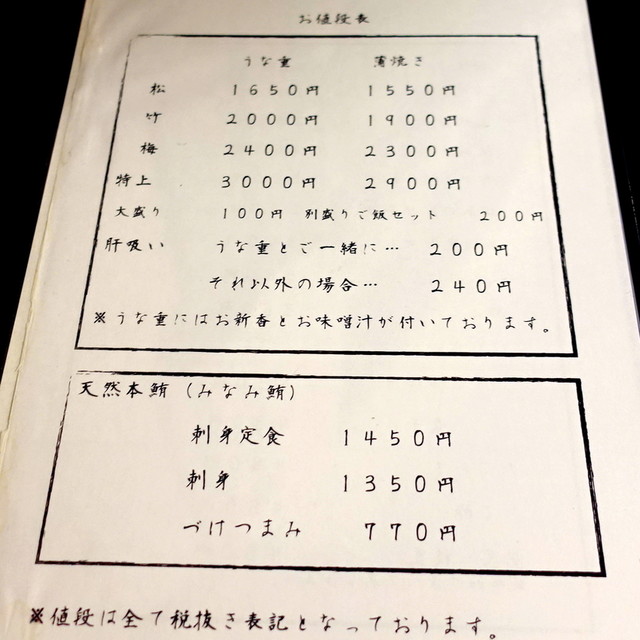 お値段表
うな重 蒲焼き
松 1650円 1550円
竹 2000円 1900円
梅 2400円 2300円
特上 3000円 2900円
大盛り 100円 別盛りご飯セット 200円
肝吸い うな重とご一緒に… 200円
それ以外の場合… 240円
※うな重にはお新香とお味噌汁が付いております。
天然本鮪(みなみ鮪)
刺身定食 1450円
刺身 1350円
づけつまみ 770円
※値段は全て税抜き表記となっております。